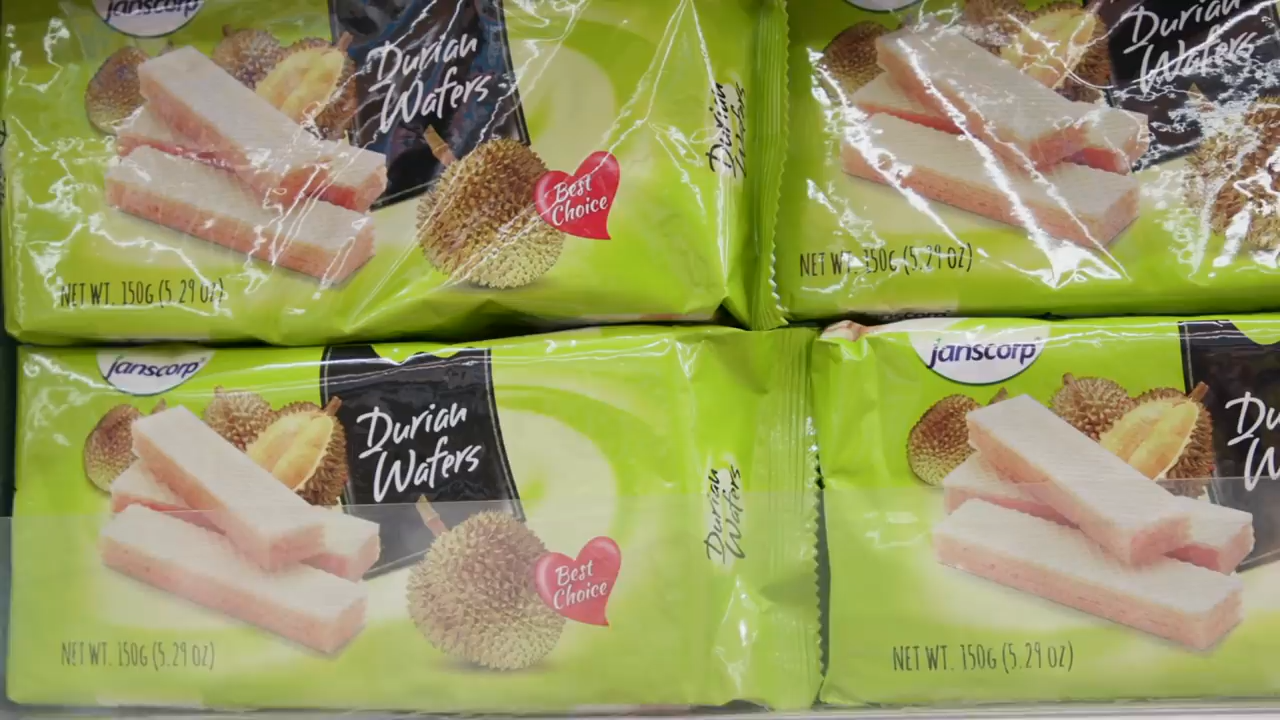 janscorp
Durian
Wafers
Durian
Wafers
Best
Choice
NET WT. 150G (5.29 OZ)
Durian
Wafers
NET WT. 150G (5.29 OZ)
janscorp
Durian
Wafers
Durian
Wafers
Best
Choice
NET WT. 150G (5.29 OZ)
janscorp
NET WT. 150G (5.29 OZ)